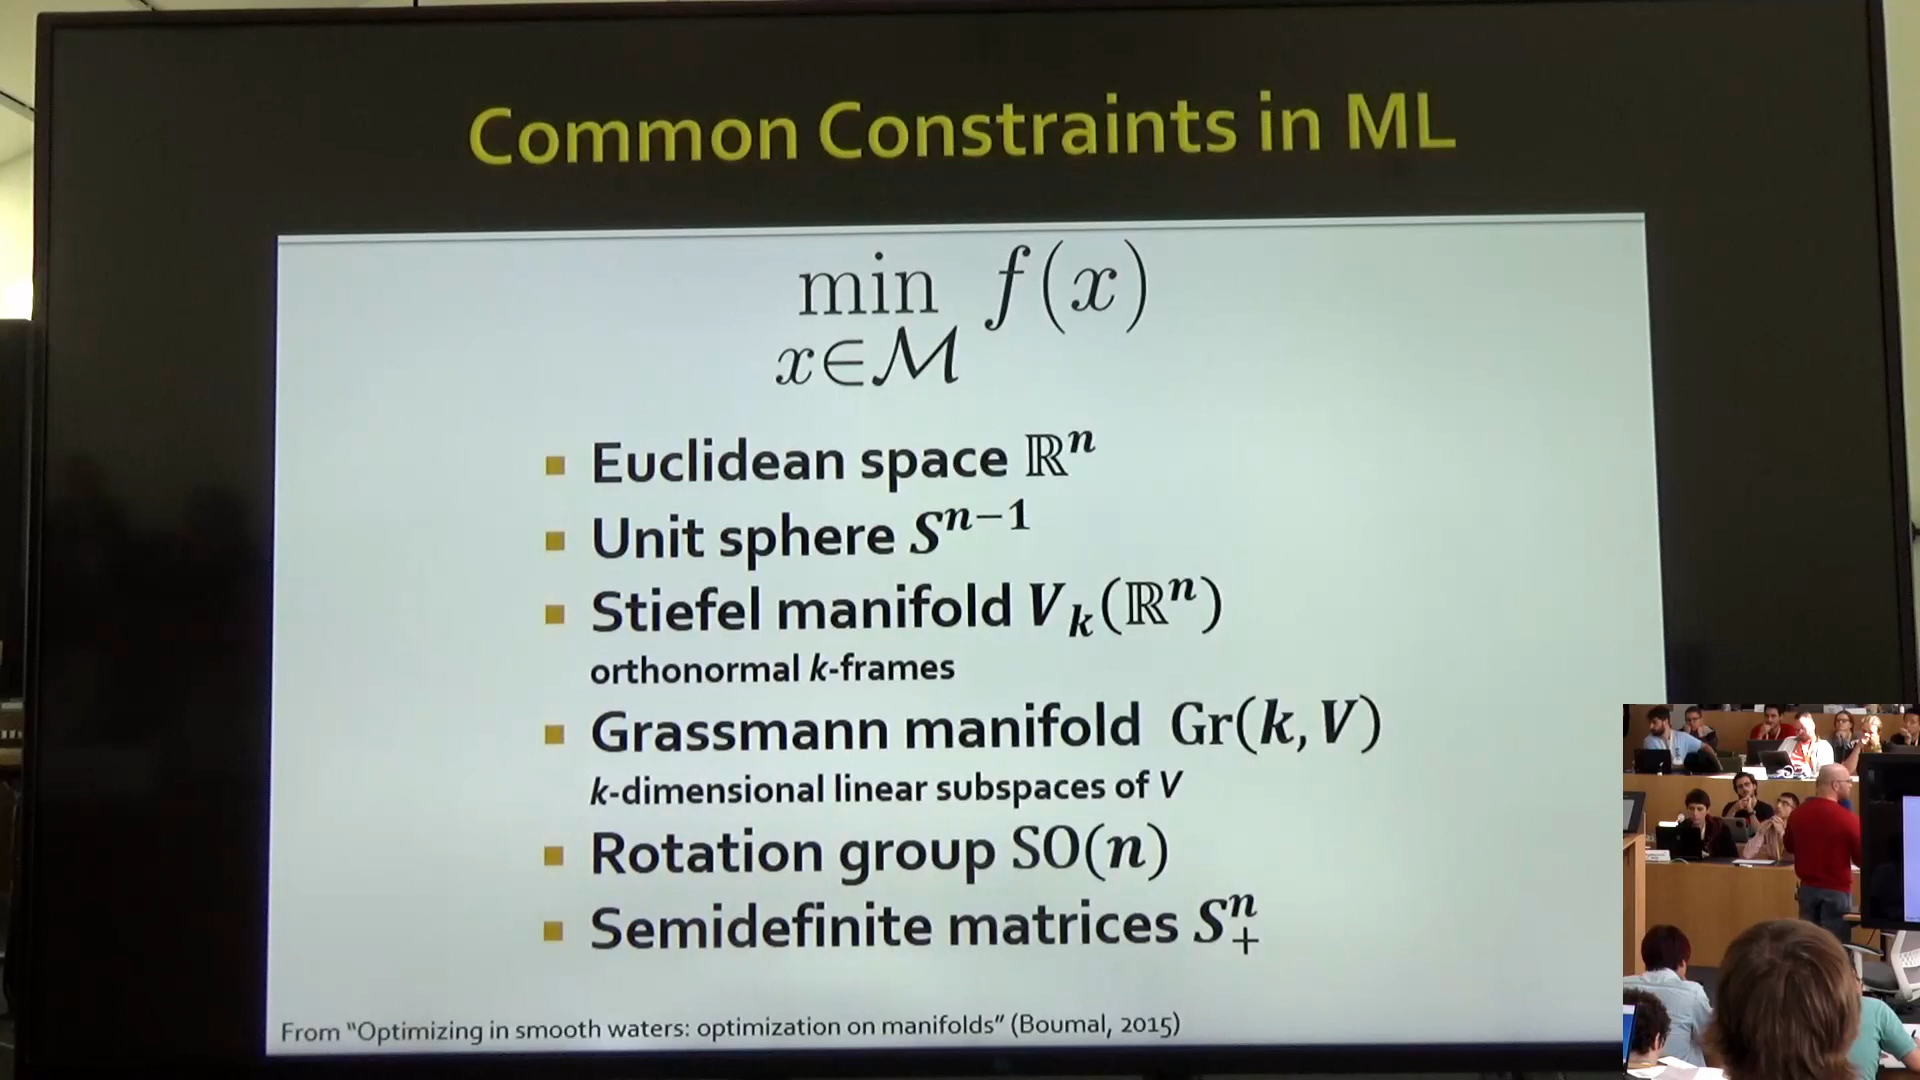 Common Constraints in ML
min f(x)
x∈ℳ
▪ Euclidean space ℝⁿ
▪ Unit sphere Sⁿ⁻¹
▪ Stiefel manifold Vₖ(ℝⁿ)
orthonormal k-frames
▪ Grassmann manifold Gr(k, V)
k-dimensional linear subspaces of V
▪ Rotation group SO(n)
▪ Semidefinite matrices Sⁿ₊
From "Optimizing in smooth waters: optimization on manifolds" (Boumal, 2015)